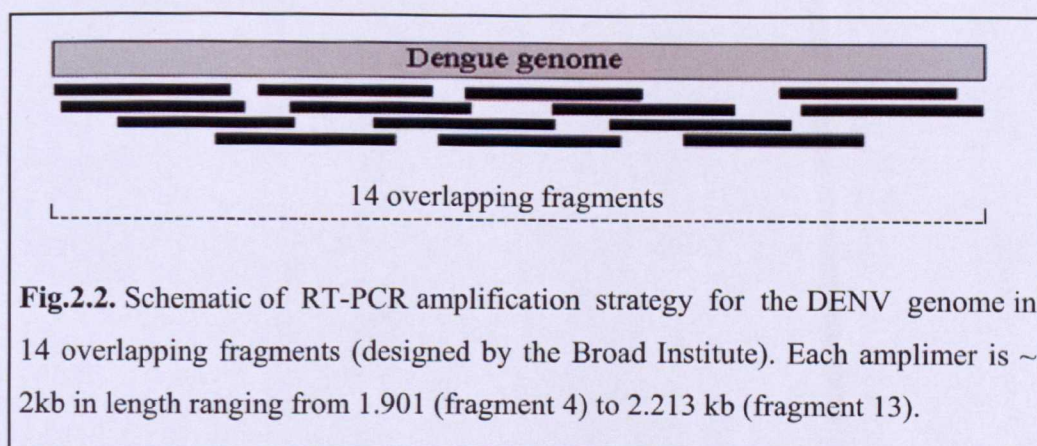 Dengue genome
14 overlapping fragments
Fig.2.2. Schematic of RT-PCR amplification strategy for the DENV genome in
14 overlapping fragments (designed by the Broad Institute). Each amplimer is ~
2kb in length ranging from 1.901 (fragment 4) to 2.213 kb (fragment 13).